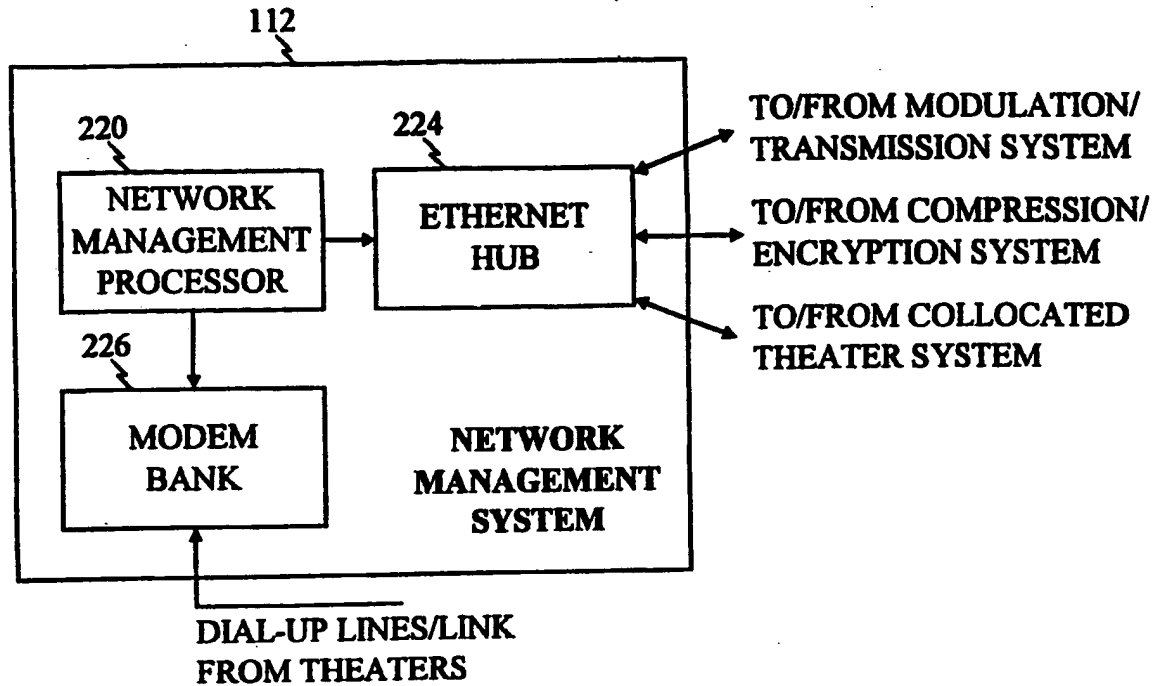 112
220
NETWORK
MANAGEMENT
PROCESSOR
224
ETHERNET
HUB
TO/FROM MODULATION/
TRANSMISSION SYSTEM
TO/FROM COMPRESSION/
ENCRYPTION SYSTEM
TO/FROM COLLOCATED
THEATER SYSTEM
226
MODEM
BANK
NETWORK
MANAGEMENT
SYSTEM
DIAL-UP LINES/LINK
FROM THEATERS